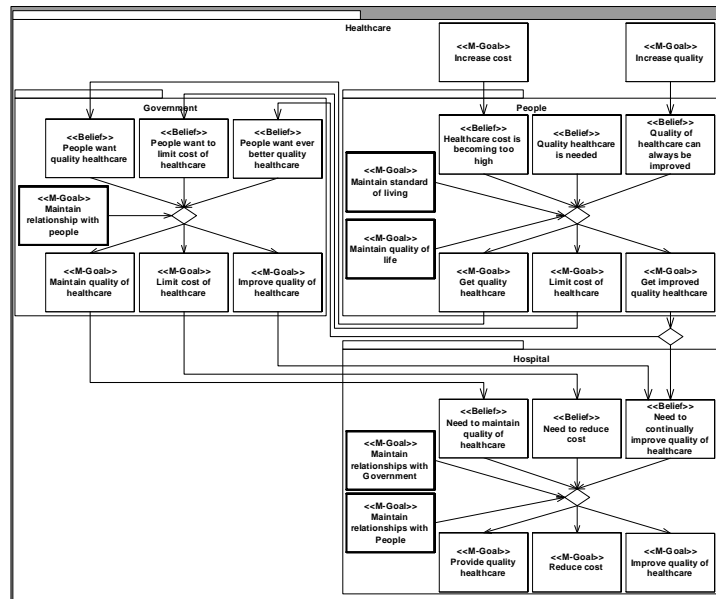 Healthcare
<<M-Goal>>
Increase cost
<<M-Goal>>
Increase quality
Government
<<Belief>>
People want
quality healthcare
<<Belief>>
People want to
limit cost of
healthcare
<<Belief>>
People want ever
better quality
healthcare
<<M-Goal>>
Maintain
relationship with
people
<<M-Goal>>
Maintain quality of
healthcare
<<M-Goal>>
Limit cost of
healthcare
<<M-Goal>>
Improve quality of
healthcare
People
<<Belief>>
Healthcare cost is
becoming too
high
<<Belief>>
Quality healthcare
is needed
<<Belief>>
Quality of
healthcare can
always be
improved
<<M-Goal>>
Maintain standard
of living
<<M-Goal>>
Maintain quality of
life
<<M-Goal>>
Get quality
healthcare
<<M-Goal>>
Limit cost of
healthcare
<<M-Goal>>
Get improved
quality healthcare
Hospital
<<Belief>>
Need to maintain
quality of
healthcare
<<Belief>>
Need to reduce
cost
<<Belief>>
Need to
continually
improve quality of
healthcare
<<M-Goal>>
Maintain
relationships with
Government
<<M-Goal>>
Maintain
relationships with
People
<<M-Goal>>
Provide quality
healthcare
<<M-Goal>>
Reduce cost
<<M-Goal>>
Improve quality of
healthcare